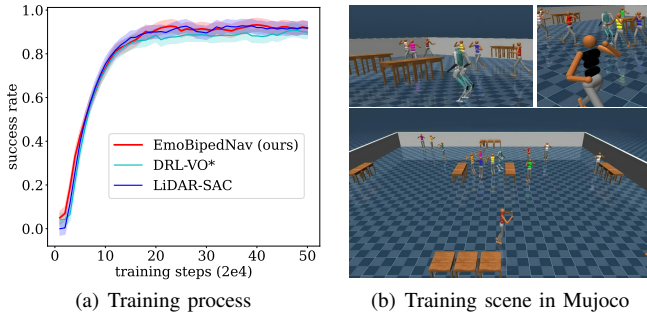 1.0
0.8
0.6
0.4
0.2
0.0
success rate
EmoBipedNav (ours)
DRL-VO*
LiDAR-SAC
0 10 20 30 40 50
training steps (2e4)
(a) Training process
(b) Training scene in Mujoco